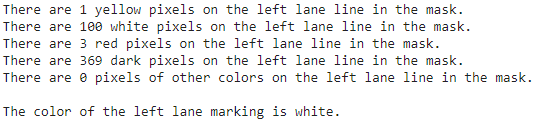 There are 1 yellow pixels on the left lane line in the mask.
There are 100 white pixels on the left lane line in the mask.
There are 3 red pixels on the left lane line in the mask.
There are 369 dark pixels on the left lane line in the mask.
There are 0 pixels of other colors on the left lane line in the mask.

The color of the left lane marking is white.